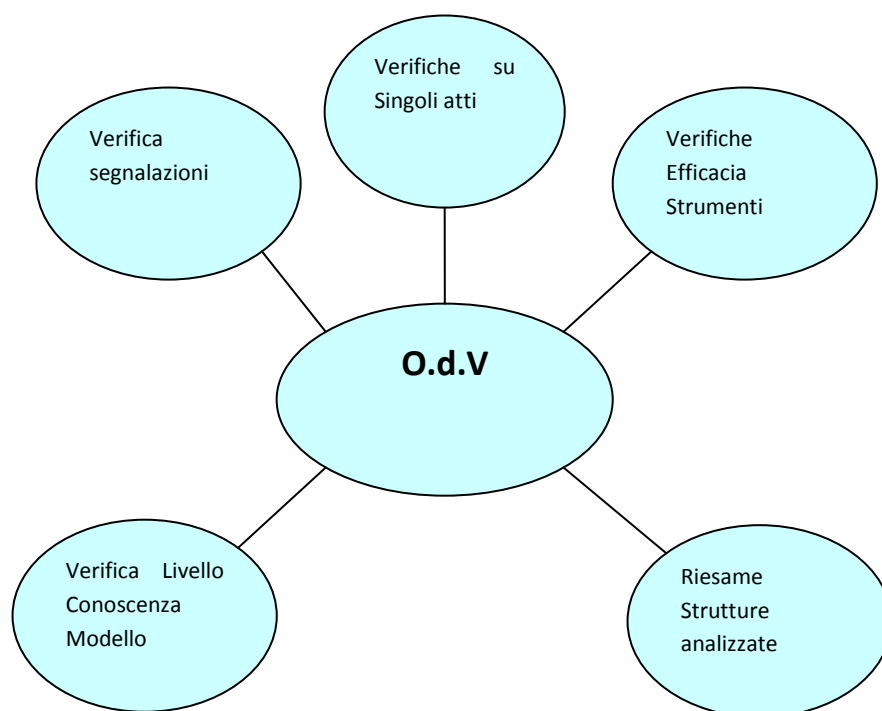 Verifiche su
Singoli atti
Verifica
segnalazioni
Verifiche
Efficacia
Strumenti
O.d.V
Verifica Livello
Conoscenza
Modello
Riesame
Strutture
analizzate